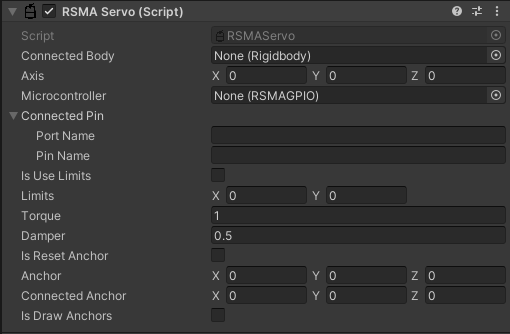 RSMA Servo (Script)
Script RSMAServo
Connected Body None (Rigidbody)
Axis X 0 Y 0 Z 0
Microcontroller None (RSMAGPIO)
Connected Pin
Port Name
Pin Name
Is Use Limits
Limits X 0 Y 0
Torque 1
Damper 0.5
Is Reset Anchor
Anchor X 0 Y 0 Z 0
Connected Anchor X 0 Y 0 Z 0
Is Draw Anchors